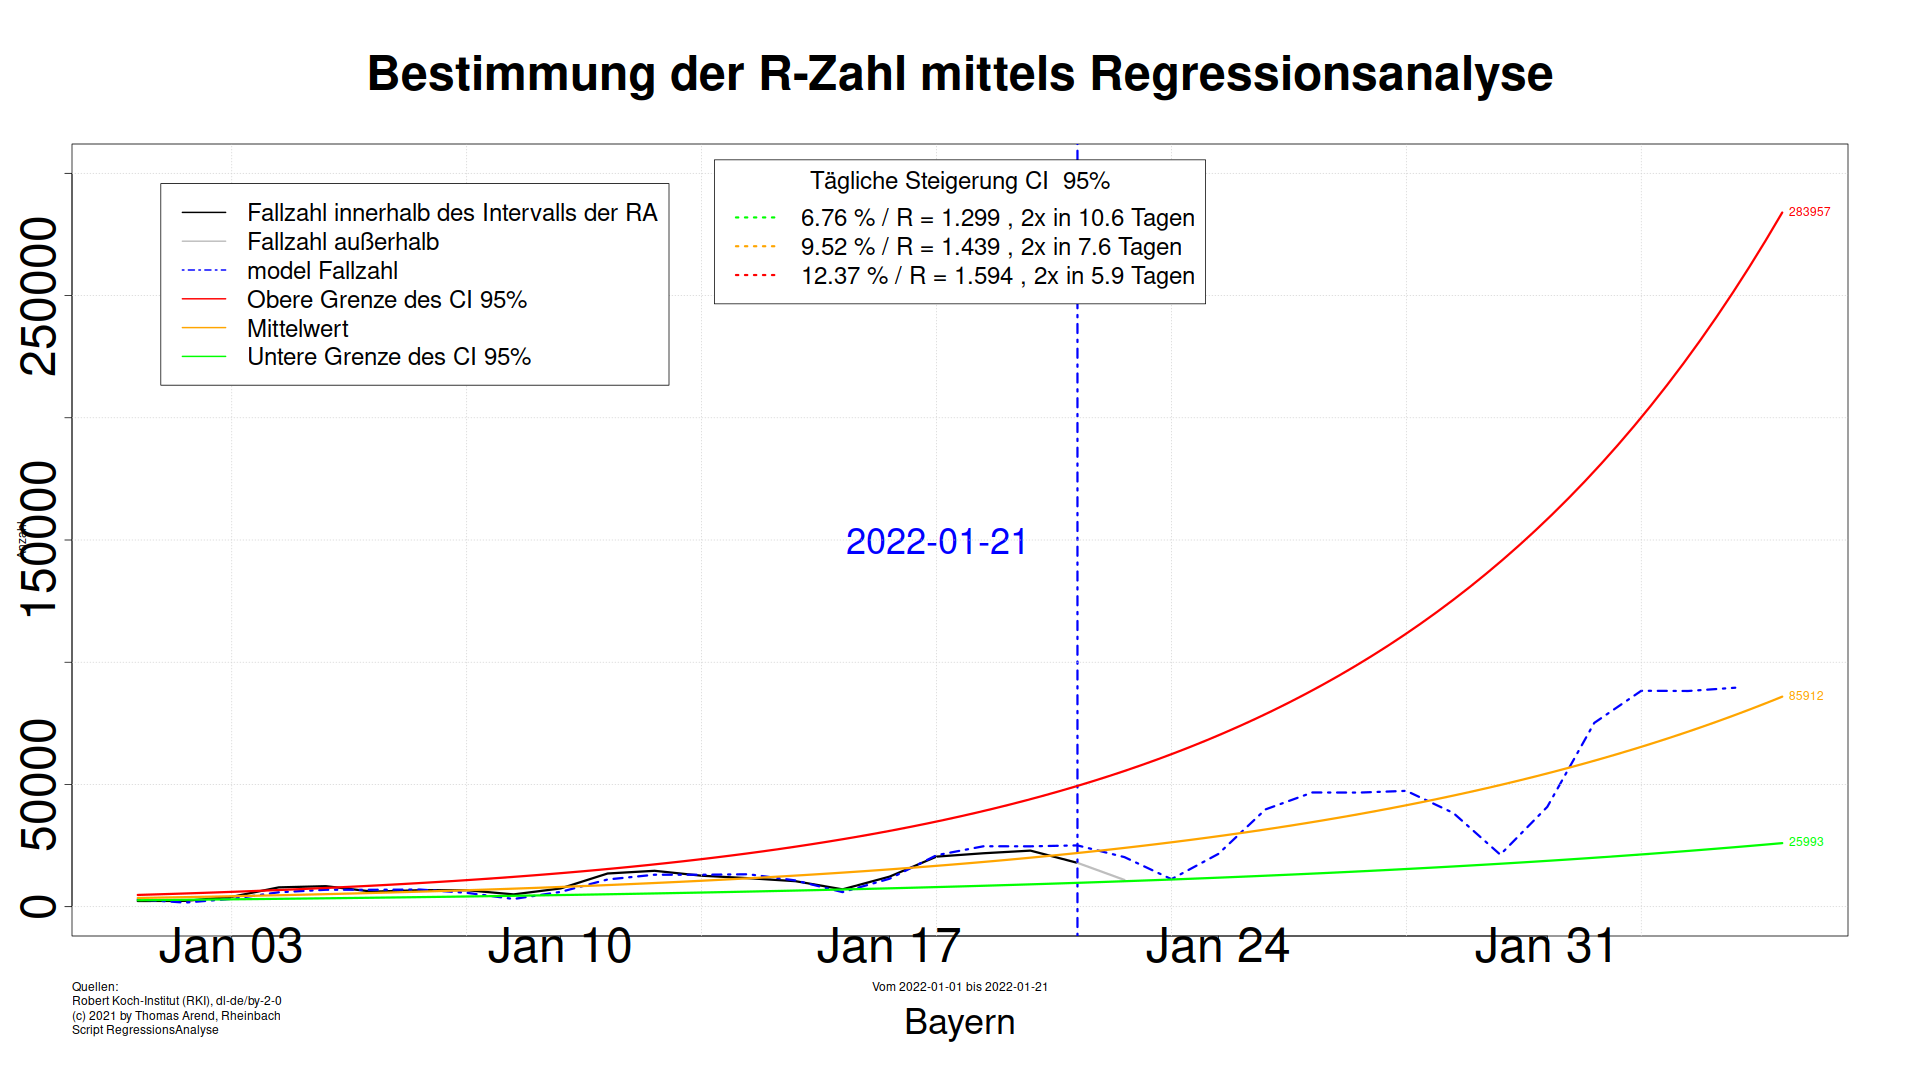 Bestimmung der R-Zahl mittels Regressionsanalyse
Fallzahl innerhalb des Intervalls der RA
Fallzahl außerhalb
model Fallzahl
Obere Grenze des CI 95%
Mittelwert
Untere Grenze des CI 95%
Tägliche Steigerung CI  95%
6.76 % / R = 1.299 , 2x in 10.6 Tagen
9.52 % / R = 1.439 , 2x in 7.6 Tagen
12.37 % / R = 1.594 , 2x in 5.9 Tagen
283957
250000
2022-01-21
150000
Anzahl
85912
50000
25993
0
Jan 03
Jan 10
Jan 17
Jan 24
Jan 31
Quellen:
Robert Koch-Institut (RKI), dl-de/by-2-0
(c) 2021 by Thomas Arend, Rheinbach
Script RegressionsAnalyse
Vom 2022-01-01 bis 2022-01-21
Bayern